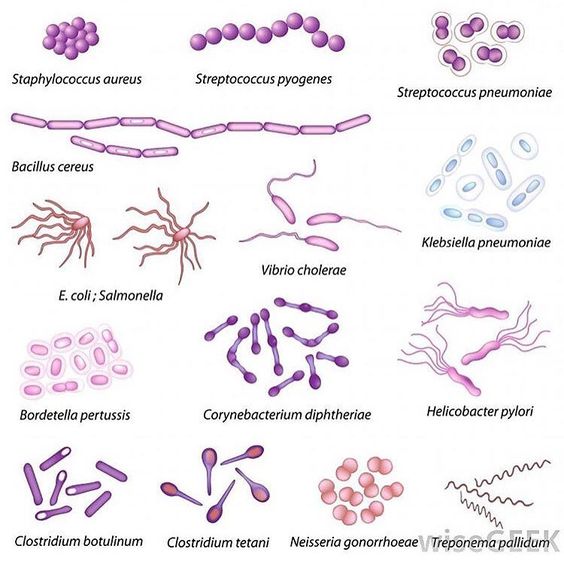 Staphylococcus aureus
Streptococcus pyogenes
Streptococcus pneumoniae
Bacillus cereus
Klebsiella pneumoniae
Vibrio cholerae
E. coli ; Salmonella
Bordetella pertussis
Corynebacterium diphtheriae
Helicobacter pylori
Clostridium botulinum
Clostridium tetani
Neisseria gonorrhoeae
Treponema pallidum
wiseGEEK